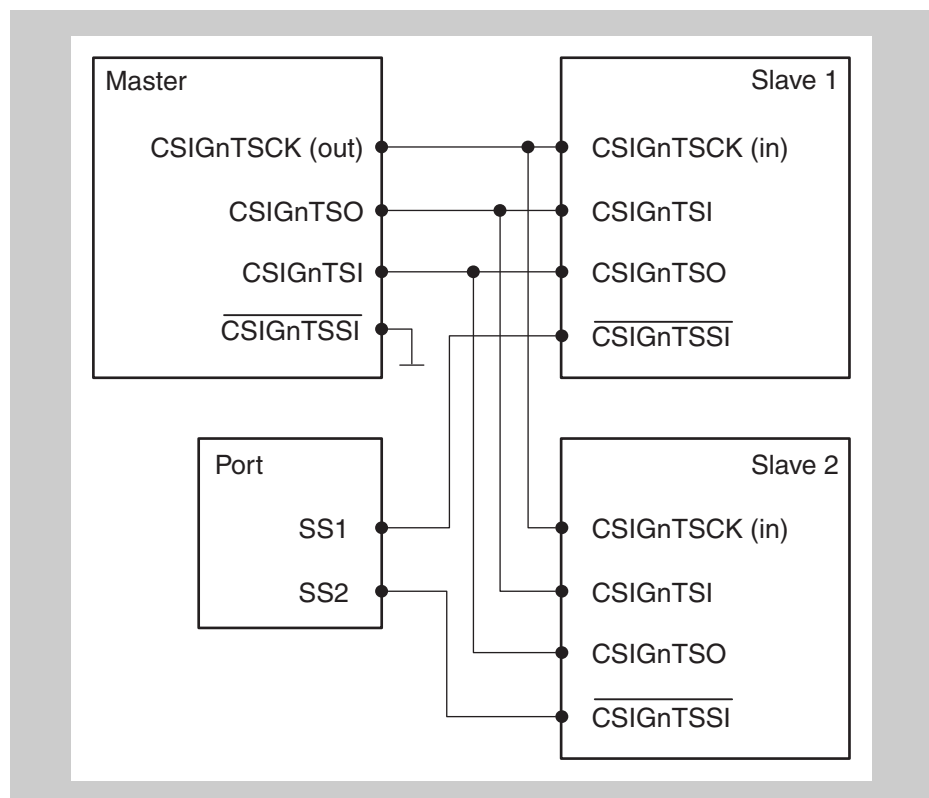 Master
CSIGnTSCK (out)
CSIGnTSO
CSIGnTSI
CSIGnTSSI
Slave 1
CSIGnTSCK (in)
CSIGnTSI
CSIGnTSO
CSIGnTSSI
Port
SS1
SS2
Slave 2
CSIGnTSCK (in)
CSIGnTSI
CSIGnTSO
CSIGnTSSI